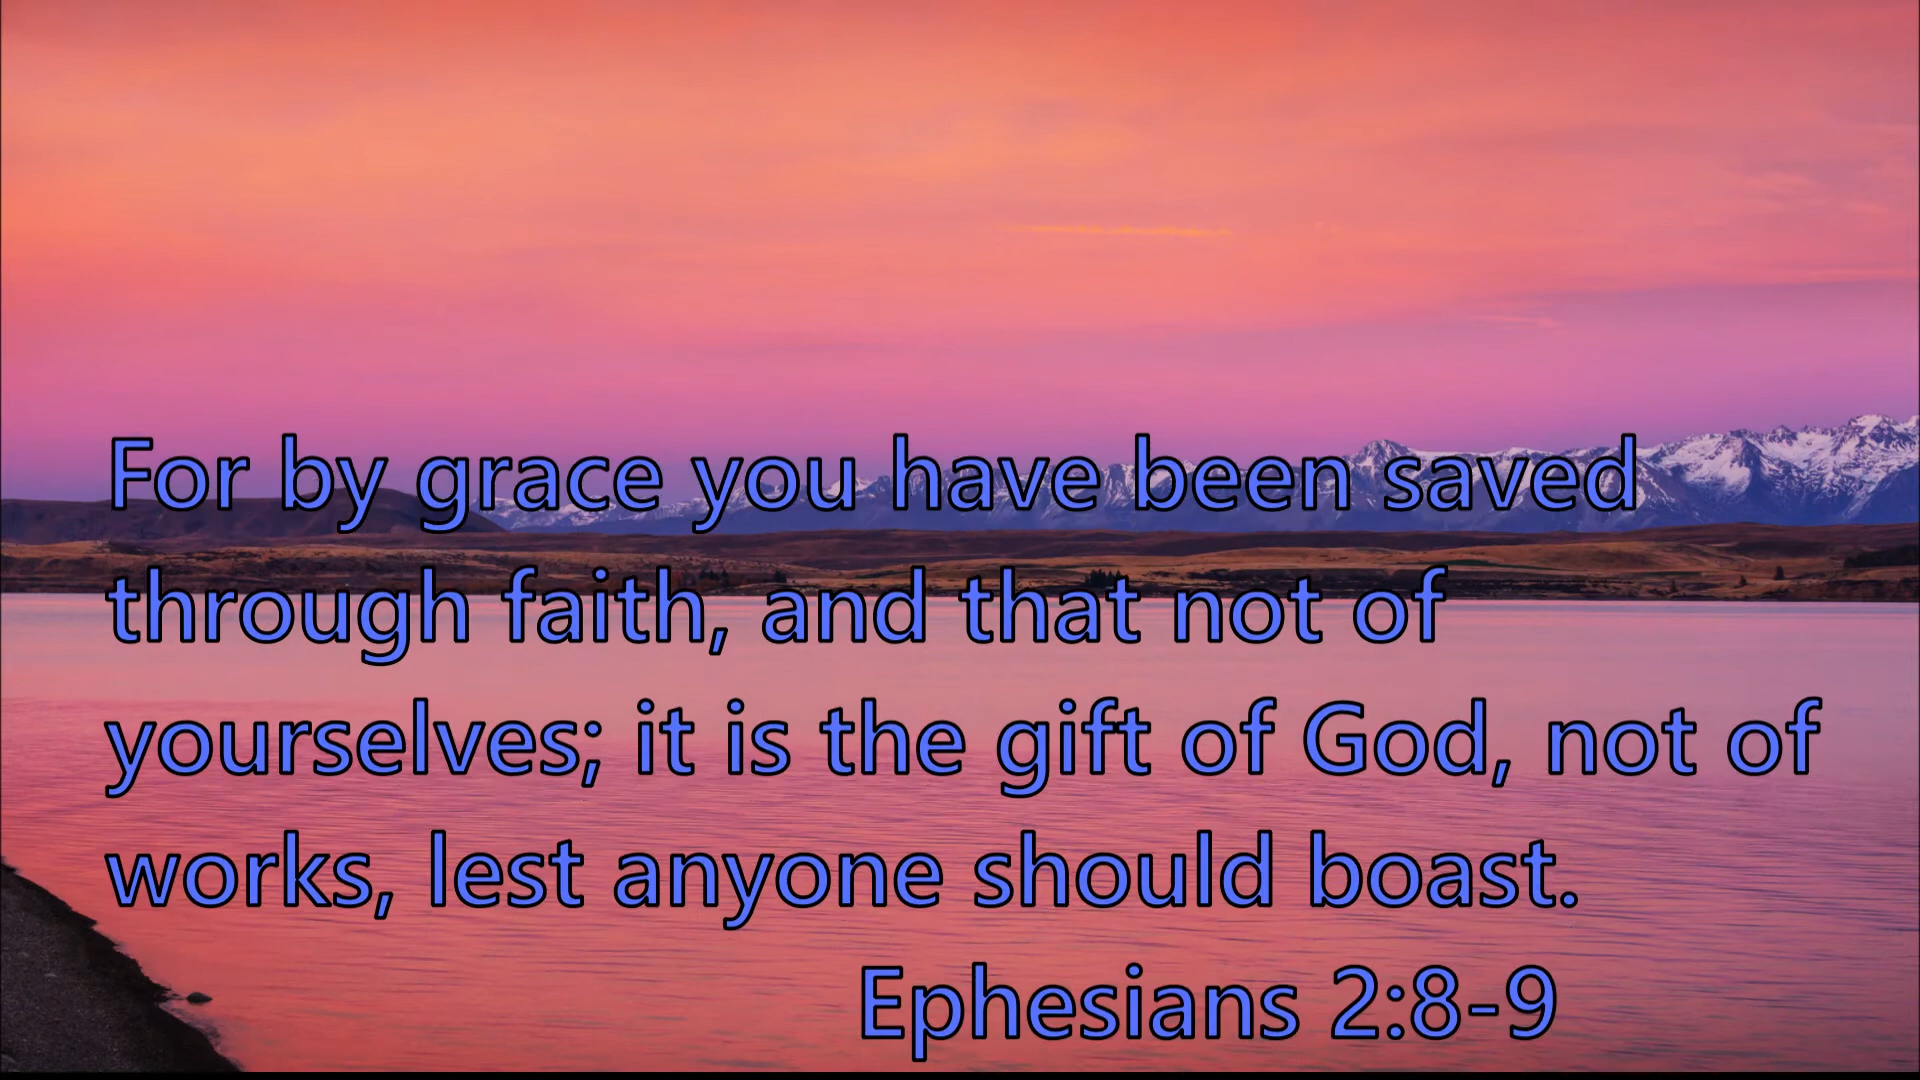 For by grace you have been saved
through faith, and that not of
yourselves; it is the gift of God, not of
works, lest anyone should boast.
Ephesians 2:8-9